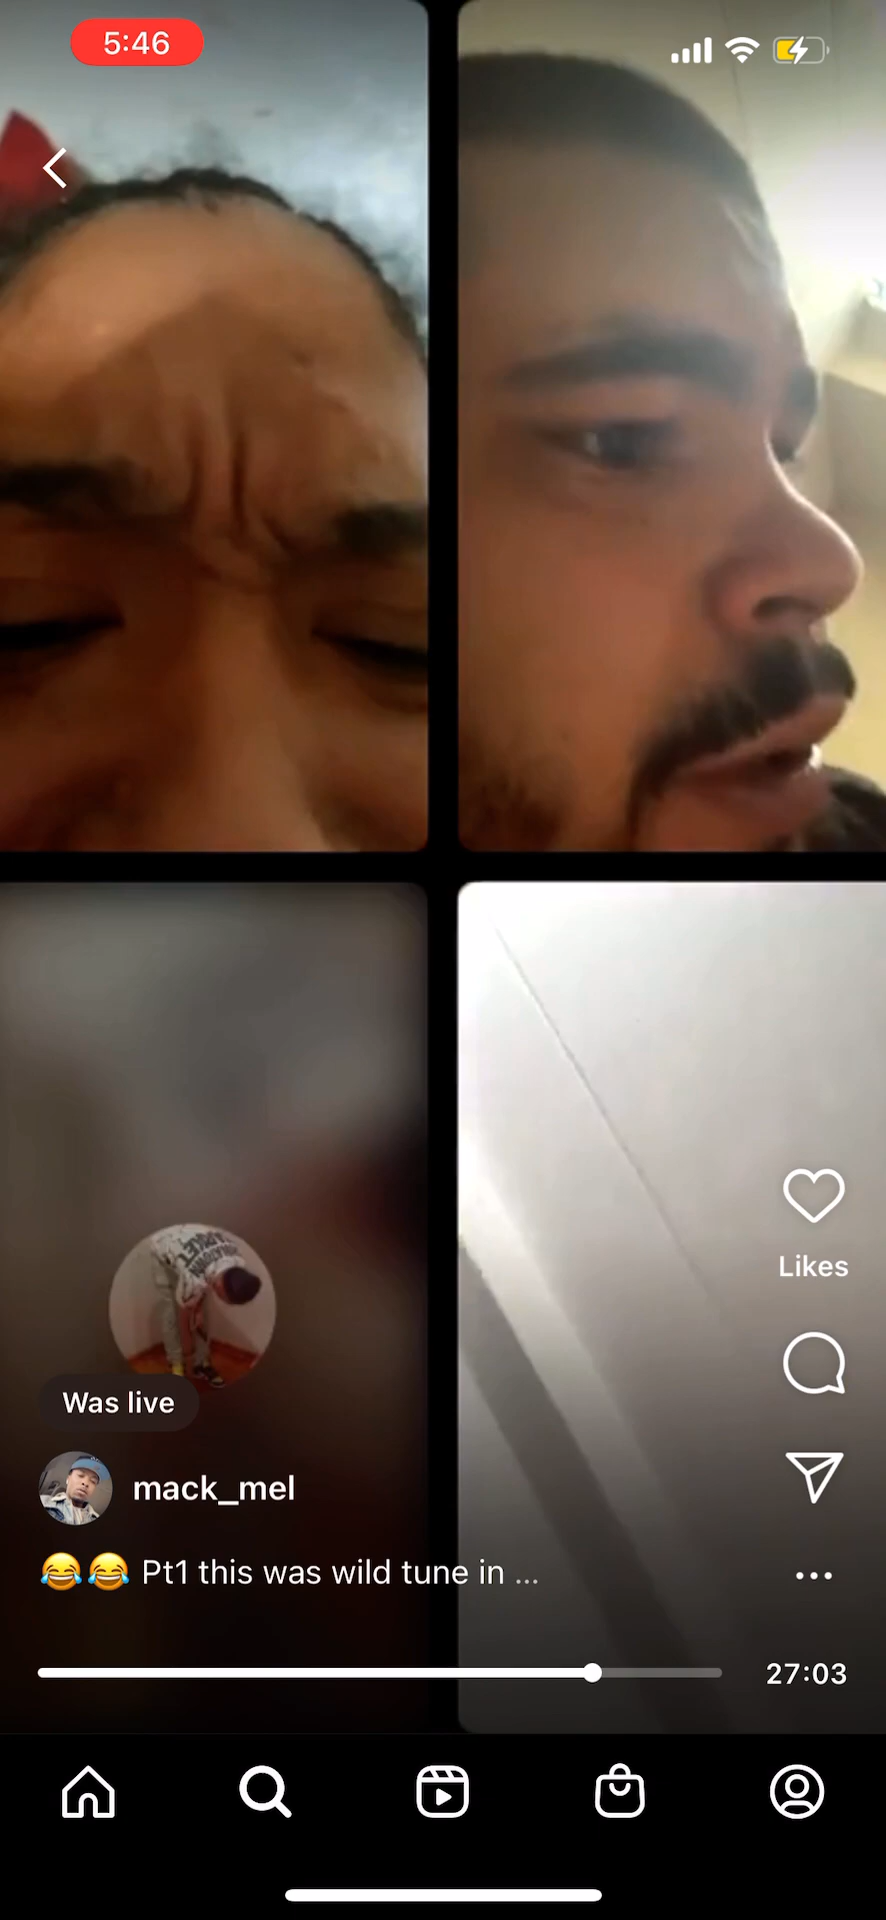 5:46
Likes
Was live
mack_mel
😂😂 Pt1 this was wild tune in ...
27:03